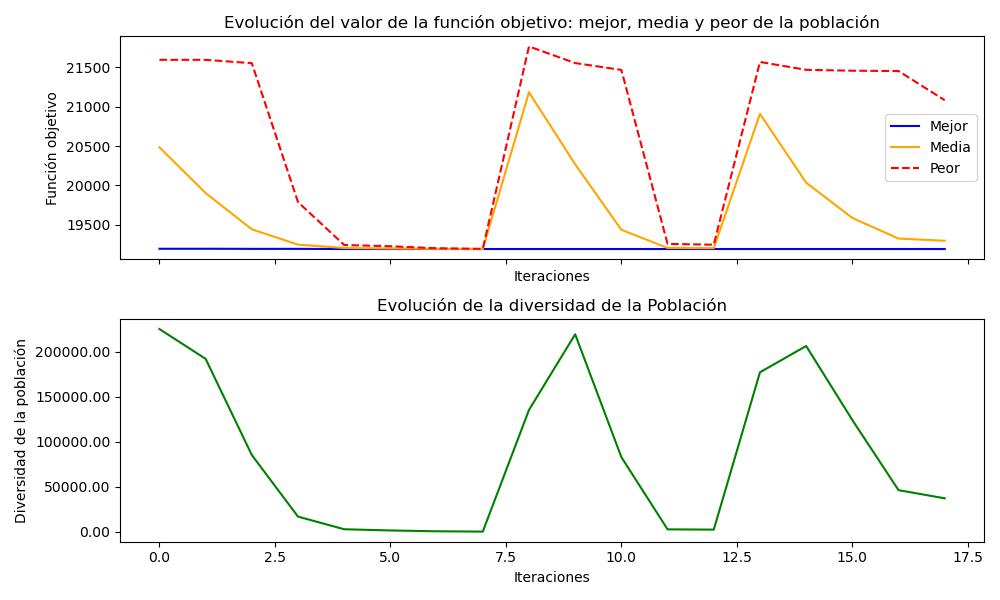 Evolución del valor de la función objetivo: mejor, media y peor de la población
Función objetivo
21500
21000
20500
20000
19500
Mejor
Media
Peor
Iteraciones
Evolución de la diversidad de la Población
Diversidad de la población
200000.00
150000.00
100000.00
50000.00
0.00
0.0 2.5 5.0 7.5 10.0 12.5 15.0 17.5
Iteraciones